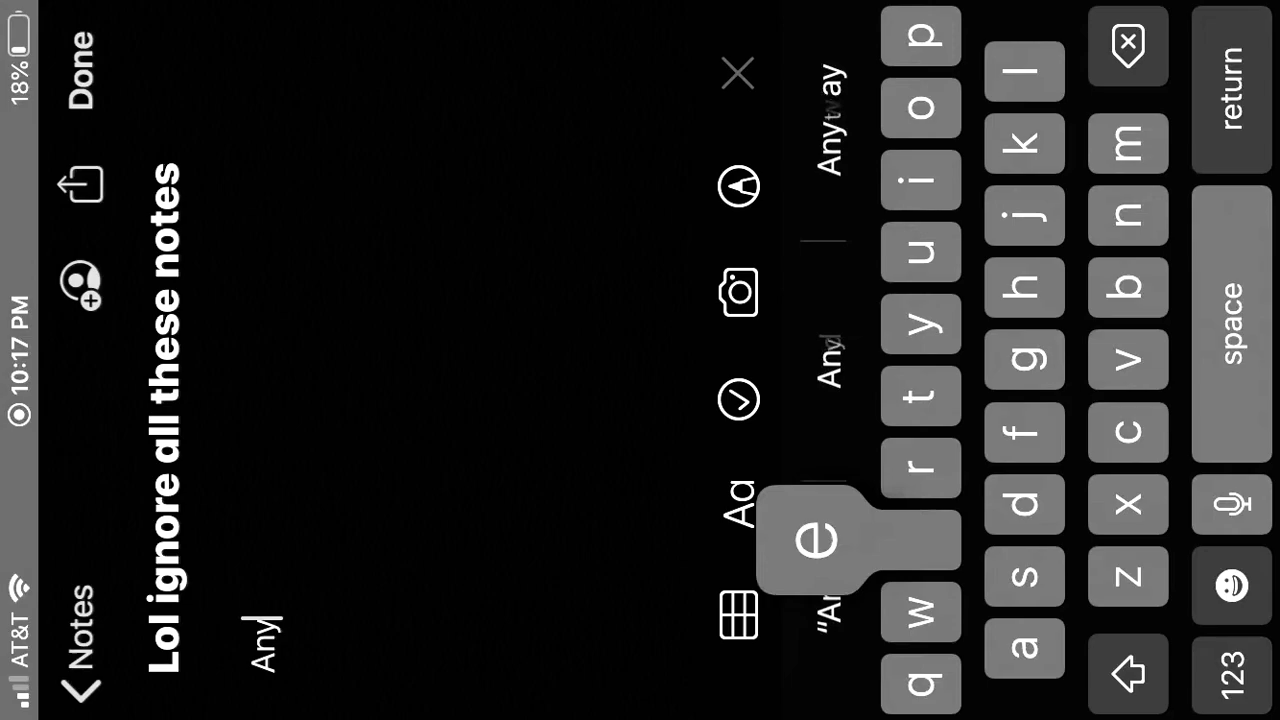 AT&T 10:17 PM 18%
Notes Done
Lol ignore all these notes
Any
Aa
Any Anyway
q w e r t y u i o p
a s d f g h j k l
z x c v b n m
123 space return